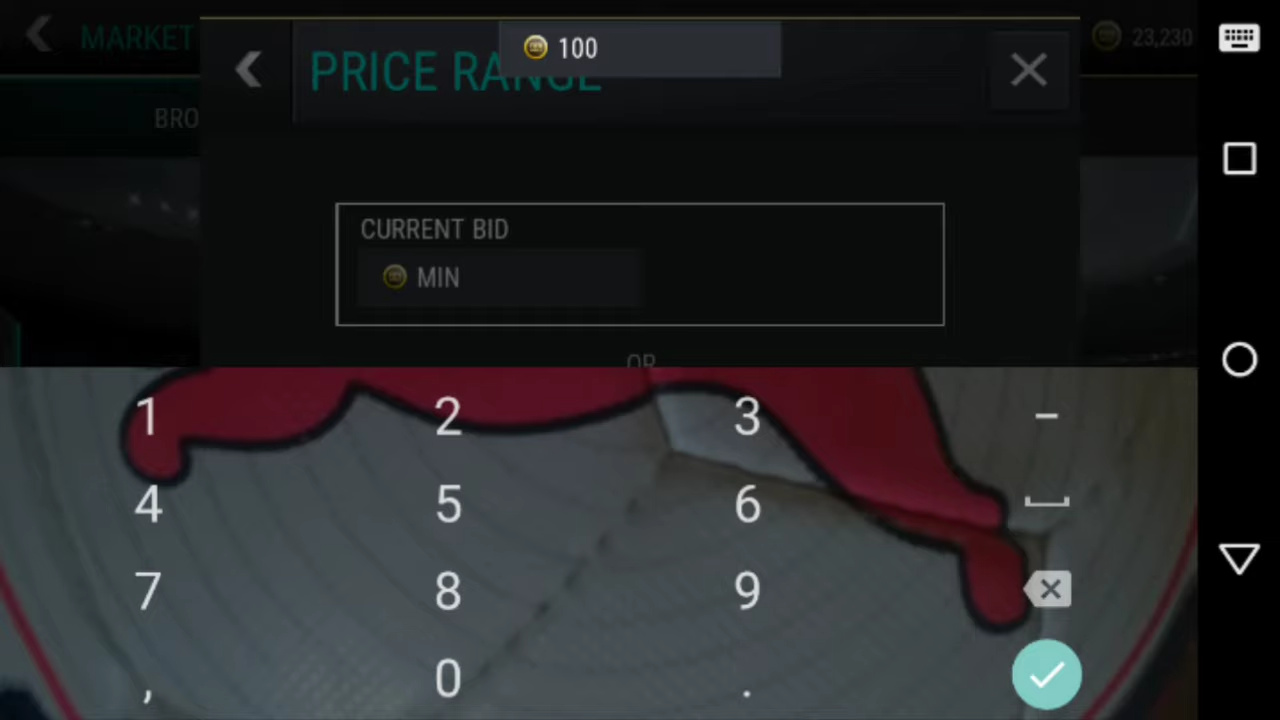 MARKET
100
23,230
PRICE RANGE
BRO
CURRENT BID
MIN
OR
1 2 3 -
4 5 6
7 8 9
, 0 .